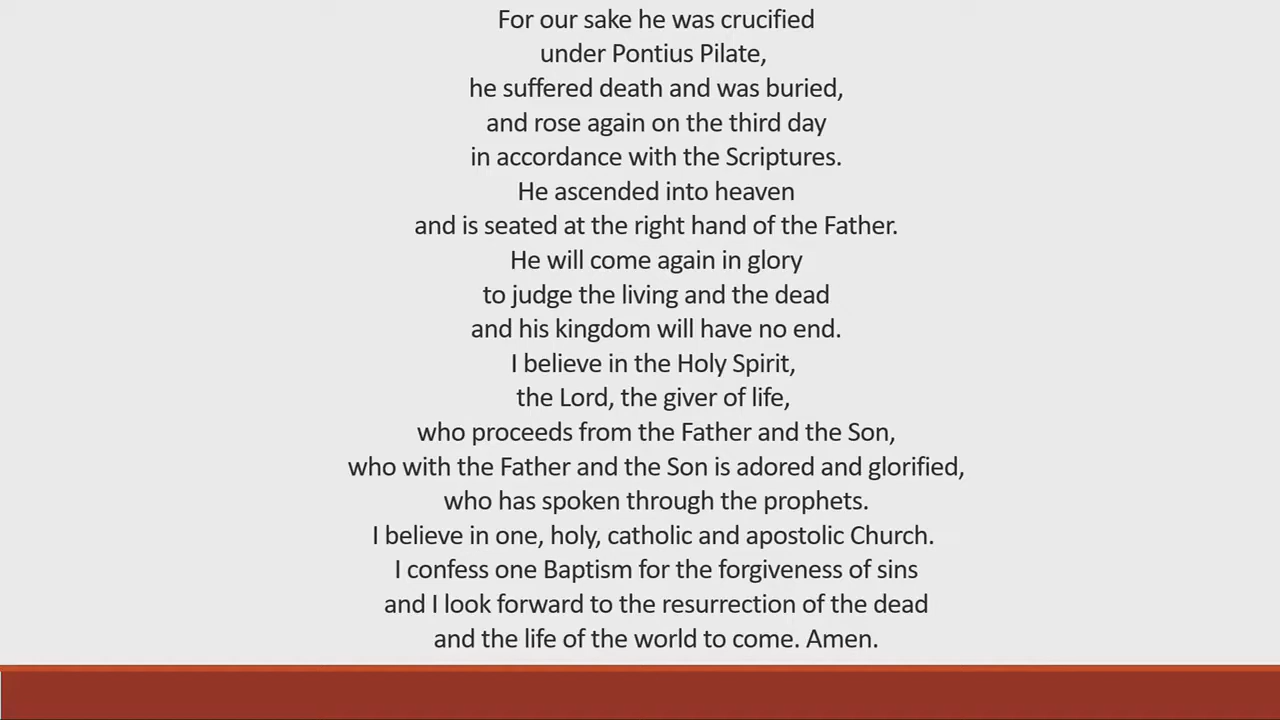 For our sake he was crucified
under Pontius Pilate,
he suffered death and was buried,
and rose again on the third day
in accordance with the Scriptures.
He ascended into heaven
and is seated at the right hand of the Father.
He will come again in glory
to judge the living and the dead
and his kingdom will have no end.
I believe in the Holy Spirit,
the Lord, the giver of life,
who proceeds from the Father and the Son,
who with the Father and the Son is adored and glorified,
who has spoken through the prophets.
I believe in one, holy, catholic and apostolic Church.
I confess one Baptism for the forgiveness of sins
and I look forward to the resurrection of the dead
and the life of the world to come. Amen.